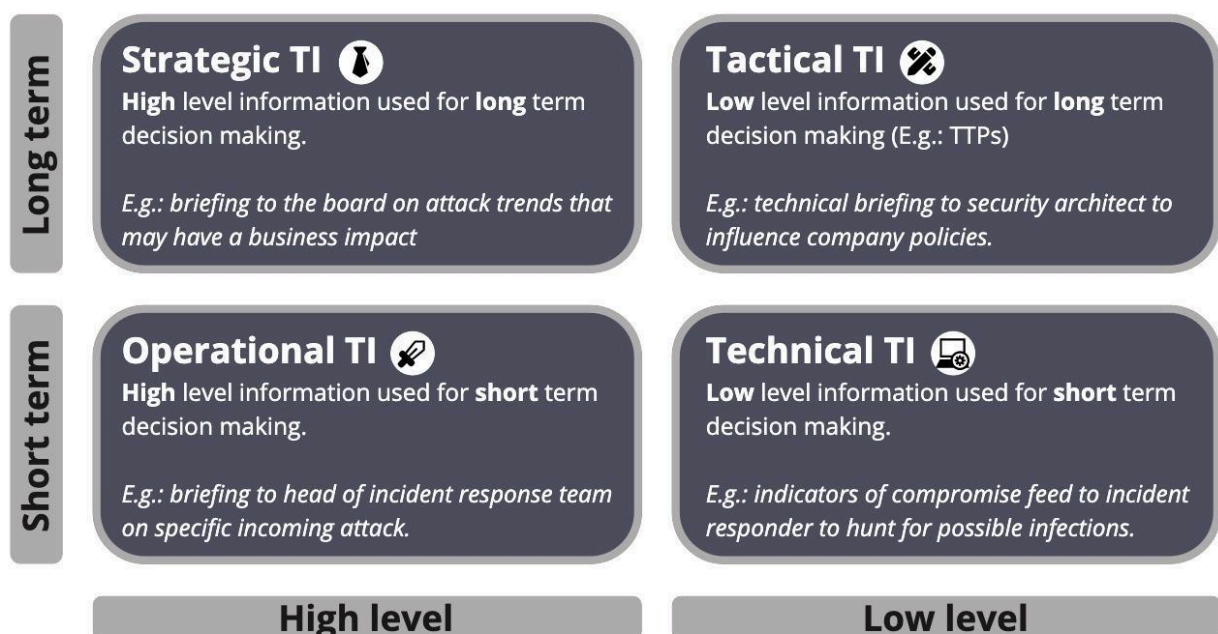 Long term
Strategic TI
High level information used for long term
decision making.
E.g.: briefing to the board on attack trends that
may have a business impact
Tactical TI
Low level information used for long term
decision making (E.g.: TTPs)
E.g.: technical briefing to security architect to
influence company policies.
Short term
Operational TI
High level information used for short term
decision making.
E.g.: briefing to head of incident response team
on specific incoming attack.
Technical TI
Low level information used for short term
decision making.
E.g.: indicators of compromise feed to incident
responder to hunt for possible infections.
High level
Low level